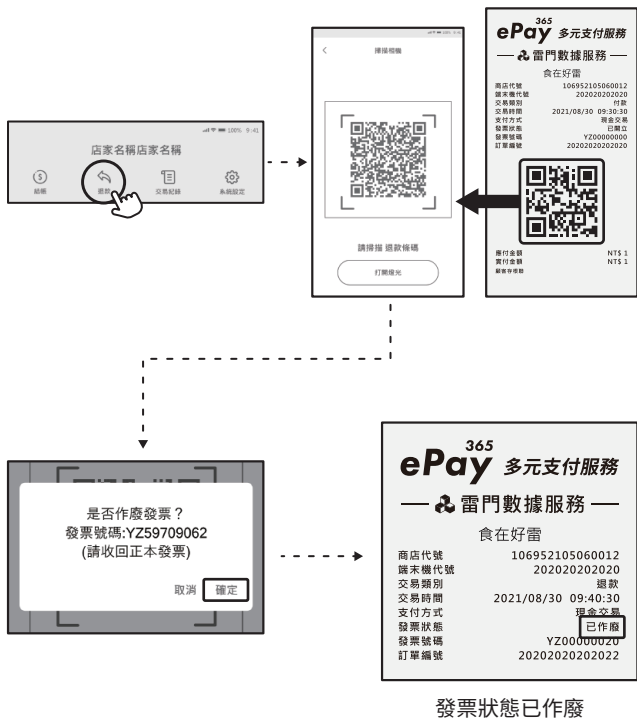 100% 9:41
店家名稱店家名稱
結帳
退款
交易紀錄
系統設定
掃描相機
請掃描 退款條碼
打開燈光
365
ePay 多元支付服務
雷門數據服務
食在好雷
商店代號 106952105060012
端末機代號 202020202020
交易類別 付款
交易時間 2021/08/30 09:30:30
支付方式 現金交易
發票狀態 已開立
發票號碼 YZ00000000
訂單編號 20202020202020
應付金額 NT$ 1
實付金額 NT$ 1
顧客存根聯
是否作廢發票？
發票號碼:YZ59709062
(請收回正本發票)
取消 確定
365
ePay 多元支付服務
雷門數據服務
食在好雷
商店代號 106952105060012
端末機代號 202020202020
交易類別 退款
交易時間 2021/08/30 09:40:30
支付方式 現金交易
發票狀態 已作廢
發票號碼 YZ00000020
訂單編號 20202020202022
發票狀態已作廢